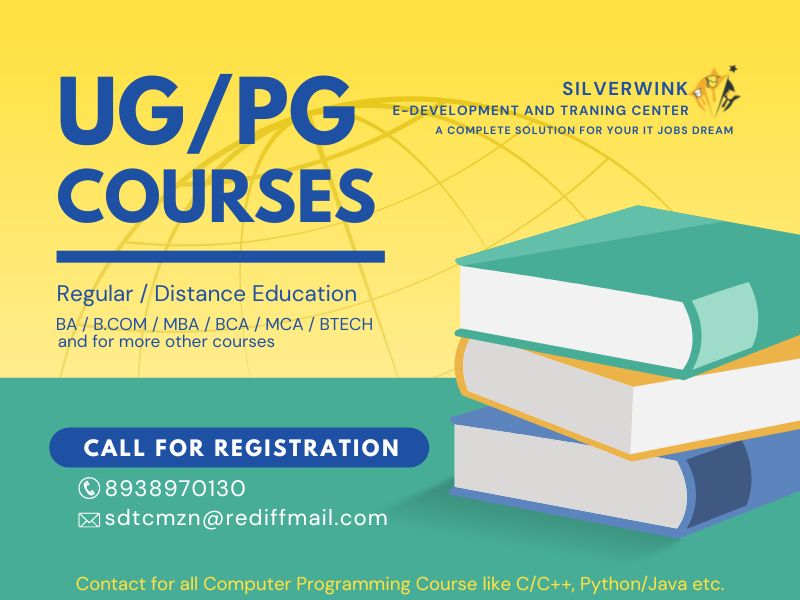 UG/PG
COURSES
SILVERWINK
E-DEVELOPMENT AND TRANING CENTER
A COMPLETE SOLUTION FOR YOUR IT JOBS DREAM
Regular / Distance Education
BA / B.COM / MBA / BCA / MCA / BTECH
and for more other courses
CALL FOR REGISTRATION
8938970130
sdtcmzn@rediffmail.com
Contact for all Computer Programming Course like C/C++, Python/Java etc.